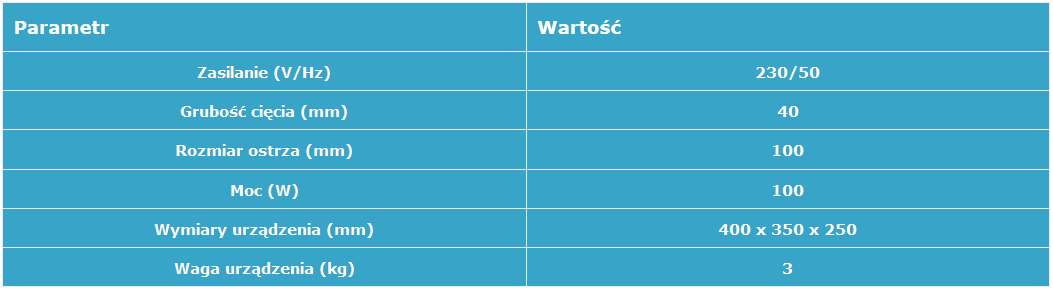 Parametr Wartość
Zasilanie (V/Hz) 230/50
Grubość cięcia (mm) 40
Rozmiar ostrza (mm) 100
Moc (W) 100
Wymiary urządzenia (mm) 400 x 350 x 250
Waga urządzenia (kg) 3